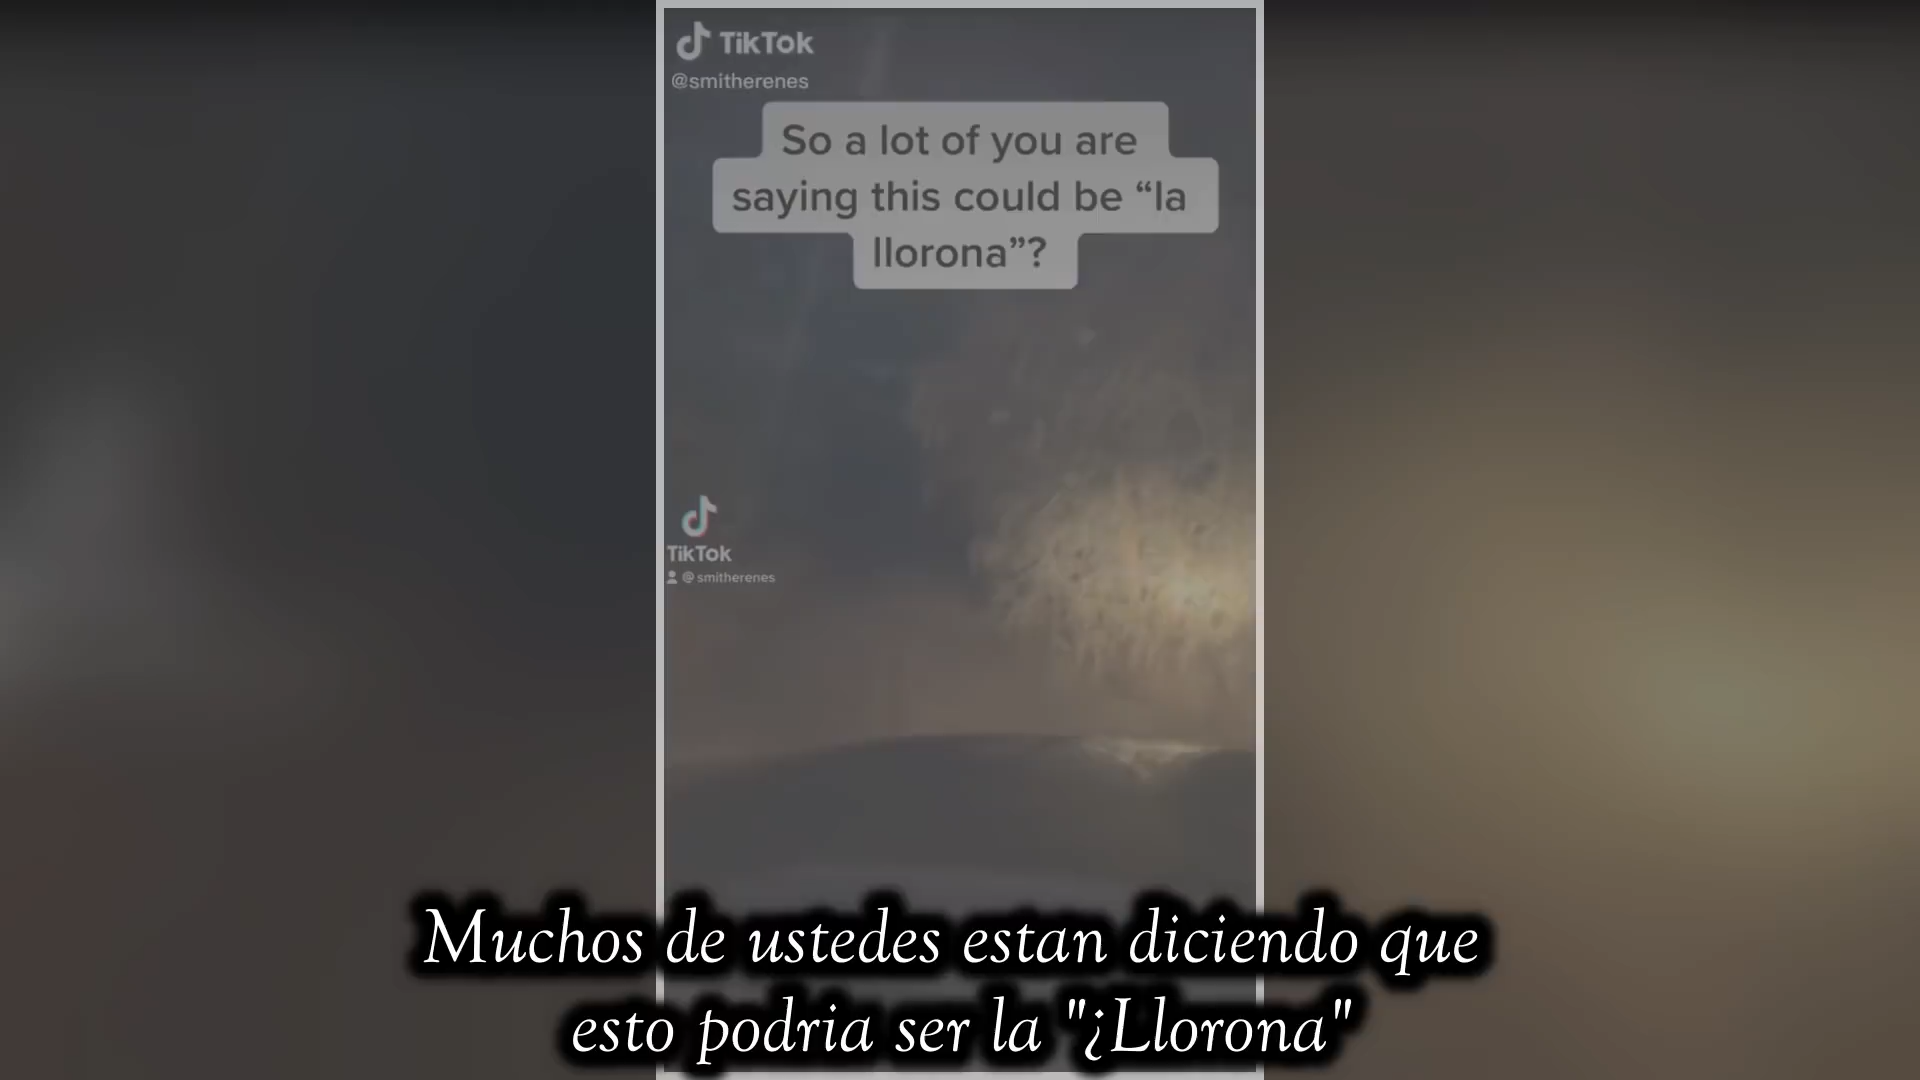 TikTok
@smitherenes
So a lot of you are
saying this could be “la
llorona”?
TikTok
@smitherenes
Muchos de ustedes estan diciendo que
esto podria ser la "¿Llorona"